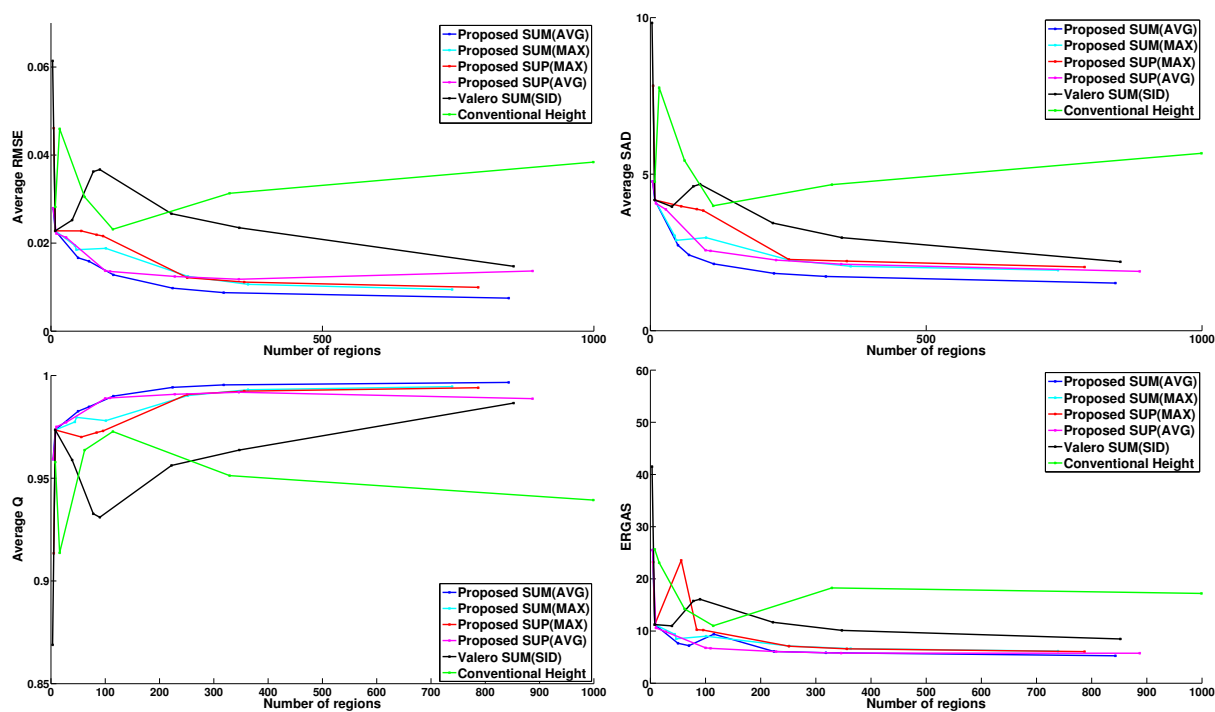 Average RMSE
0.06
0.04
0.02
0
500
1000
Number of regions
Proposed SUM(AVG)
Proposed SUM(MAX)
Proposed SUP(MAX)
Proposed SUP(AVG)
Valero SUM(SID)
Conventional Height
Average SAD
10
5
0
0
500
1000
Number of regions
Proposed SUM(AVG)
Proposed SUM(MAX)
Proposed SUP(MAX)
Proposed SUP(AVG)
Valero SUM(SID)
Conventional Height
Average Q
1
0.95
0.9
0.85
0
100
200
300
400
500
600
700
800
900
1000
Number of regions
Proposed SUM(AVG)
Proposed SUM(MAX)
Proposed SUP(MAX)
Proposed SUP(AVG)
Valero SUM(SID)
Conventional Height
ERGAS
60
50
40
30
20
10
0
0
100
200
300
400
500
600
700
800
900
1000
Number of regions
Proposed SUM(AVG)
Proposed SUM(MAX)
Proposed SUP(MAX)
Proposed SUP(AVG)
Valero SUM(SID)
Conventional Height